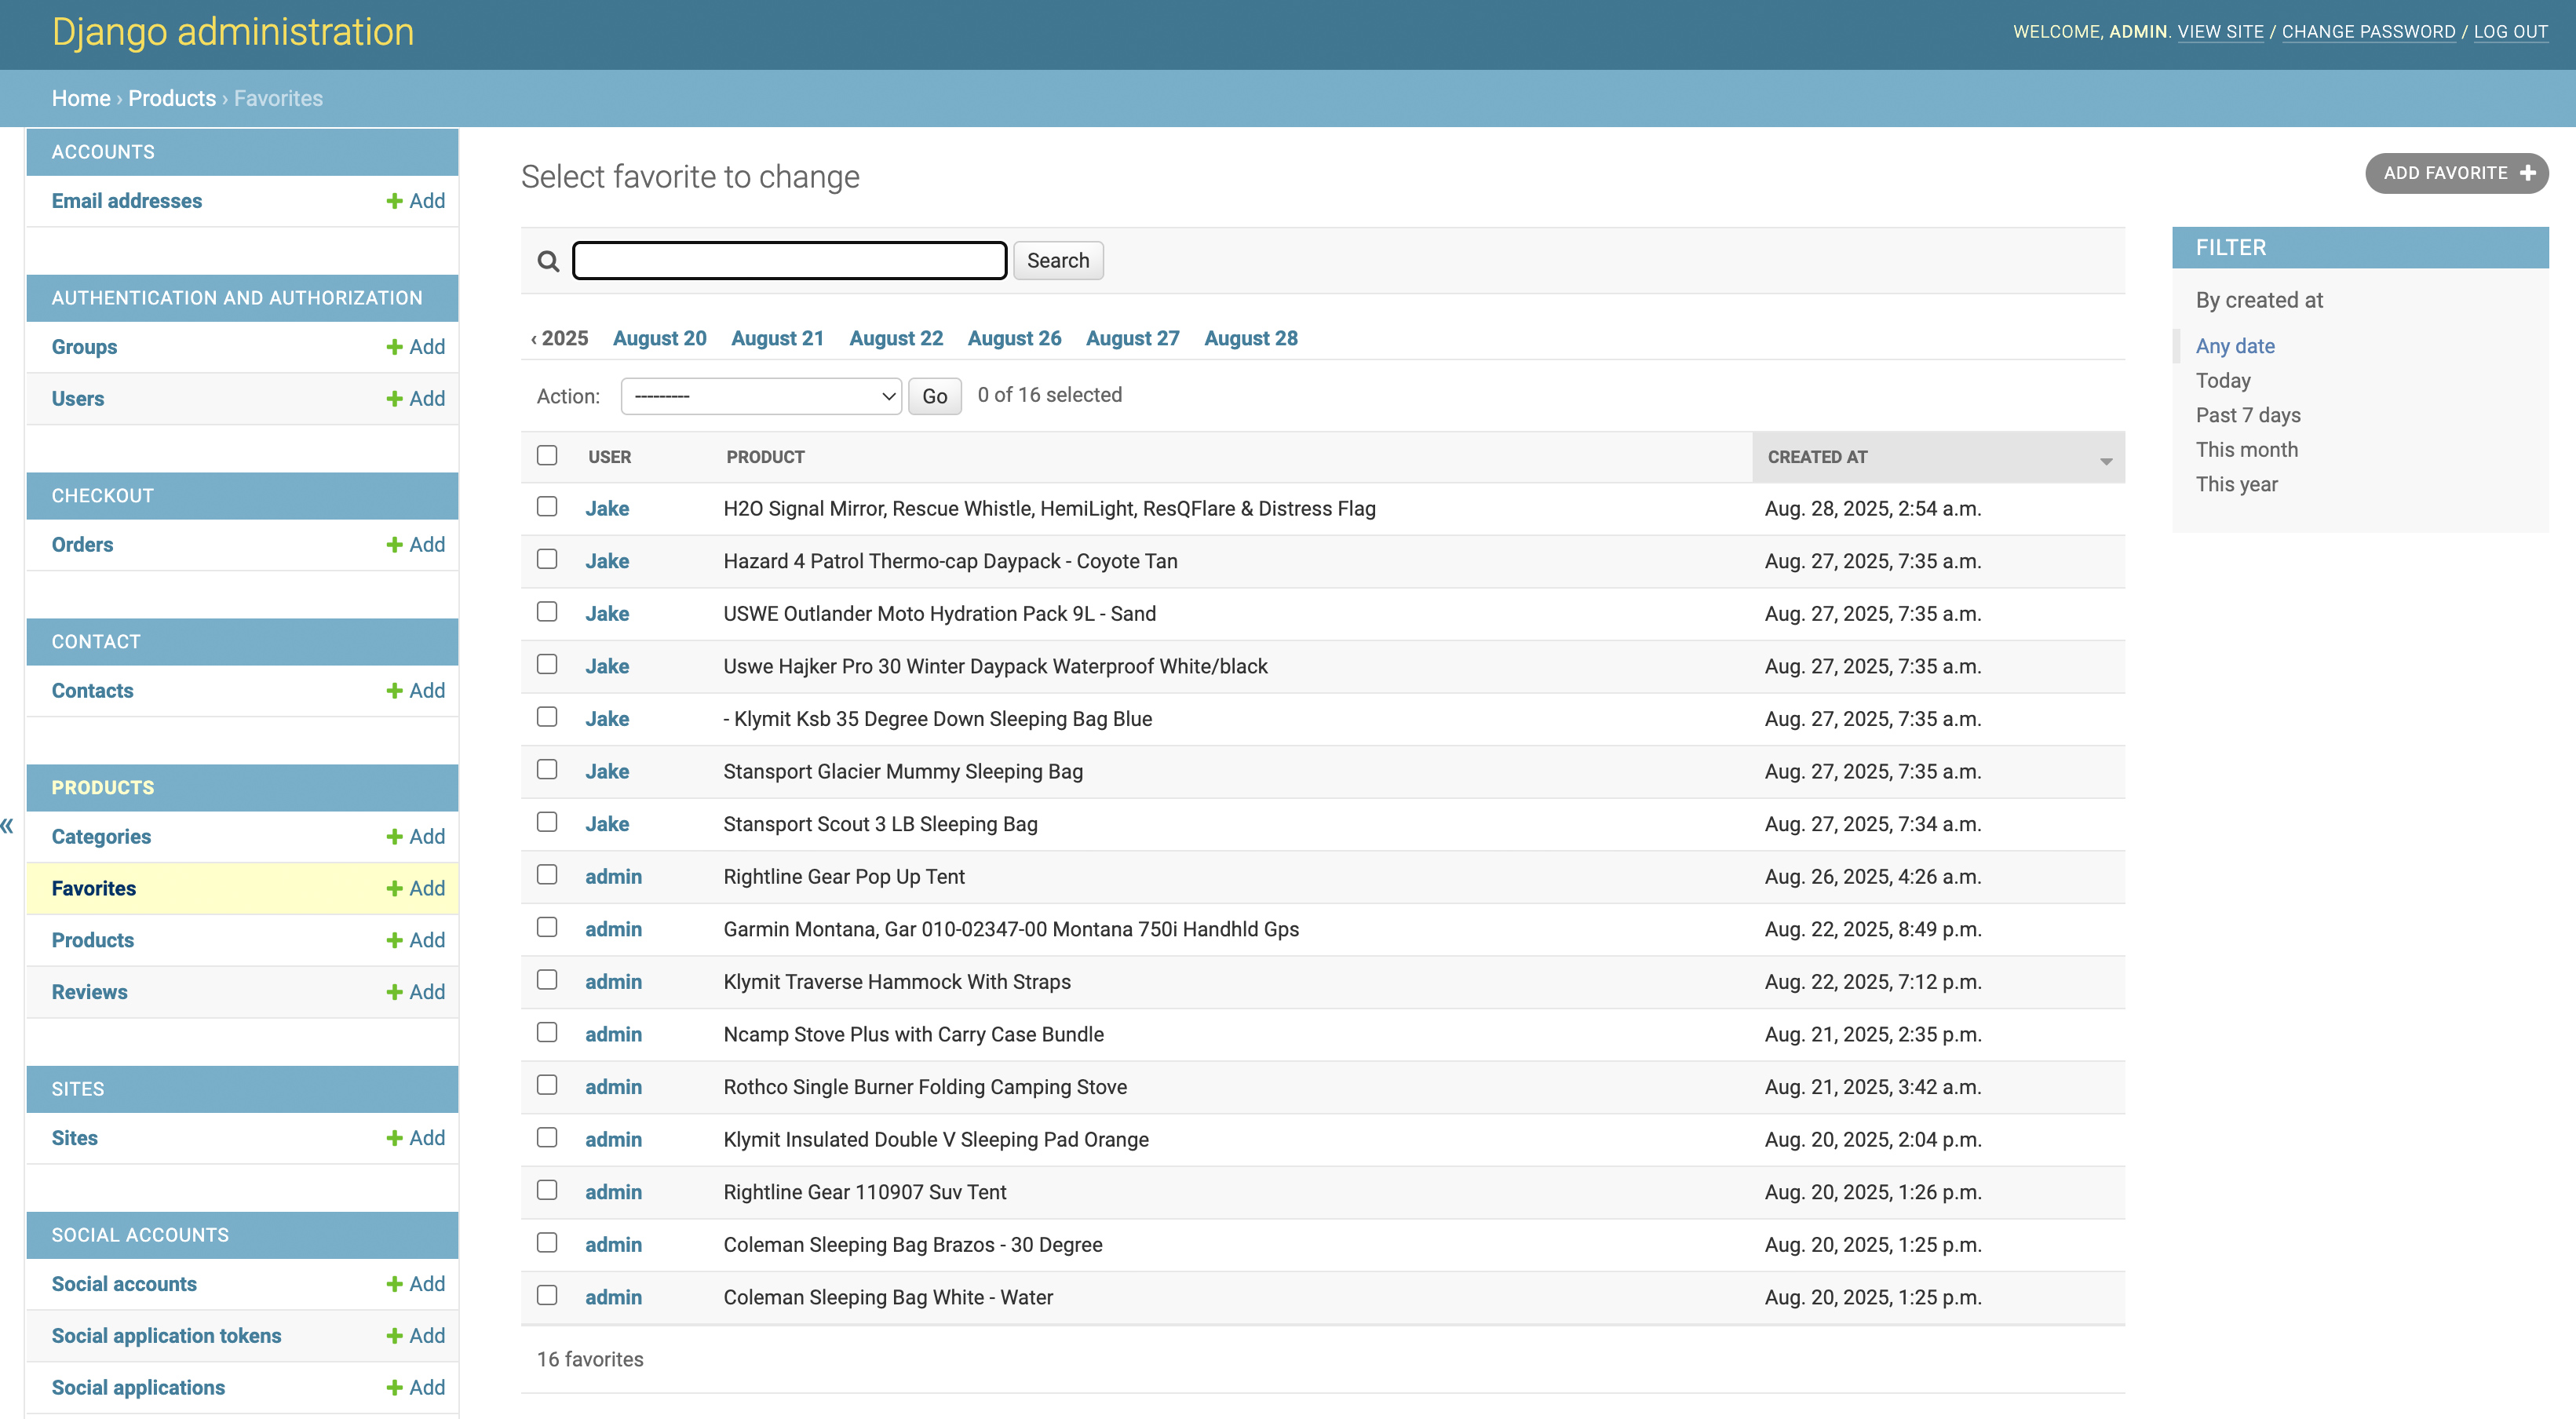 Django administration
WELCOME, ADMIN. VIEW SITE / CHANGE PASSWORD / LOG OUT
Home › Products › Favorites
ACCOUNTS
Email addresses + Add
AUTHENTICATION AND AUTHORIZATION
Groups + Add
Users + Add
CHECKOUT
Orders + Add
CONTACT
Contacts + Add
PRODUCTS
Categories + Add
Favorites + Add
Products + Add
Reviews + Add
SITES
Sites + Add
SOCIAL ACCOUNTS
Social accounts + Add
Social application tokens + Add
Social applications + Add
«
Select favorite to change
ADD FAVORITE +
Search
‹ 2025 August 20 August 21 August 22 August 26 August 27 August 28
Action: --------- Go 0 of 16 selected
USER PRODUCT CREATED AT
Jake H2O Signal Mirror, Rescue Whistle, HemiLight, ResQFlare & Distress Flag Aug. 28, 2025, 2:54 a.m.
Jake Hazard 4 Patrol Thermo-cap Daypack - Coyote Tan Aug. 27, 2025, 7:35 a.m.
Jake USWE Outlander Moto Hydration Pack 9L - Sand Aug. 27, 2025, 7:35 a.m.
Jake Uswe Hajker Pro 30 Winter Daypack Waterproof White/black Aug. 27, 2025, 7:35 a.m.
Jake - Klymit Ksb 35 Degree Down Sleeping Bag Blue Aug. 27, 2025, 7:35 a.m.
Jake Stansport Glacier Mummy Sleeping Bag Aug. 27, 2025, 7:35 a.m.
Jake Stansport Scout 3 LB Sleeping Bag Aug. 27, 2025, 7:34 a.m.
admin Rightline Gear Pop Up Tent Aug. 26, 2025, 4:26 a.m.
admin Garmin Montana, Gar 010-02347-00 Montana 750i Handhld Gps Aug. 22, 2025, 8:49 p.m.
admin Klymit Traverse Hammock With Straps Aug. 22, 2025, 7:12 p.m.
admin Ncamp Stove Plus with Carry Case Bundle Aug. 21, 2025, 2:35 p.m.
admin Rothco Single Burner Folding Camping Stove Aug. 21, 2025, 3:42 a.m.
admin Klymit Insulated Double V Sleeping Pad Orange Aug. 20, 2025, 2:04 p.m.
admin Rightline Gear 110907 Suv Tent Aug. 20, 2025, 1:26 p.m.
admin Coleman Sleeping Bag Brazos - 30 Degree Aug. 20, 2025, 1:25 p.m.
admin Coleman Sleeping Bag White - Water Aug. 20, 2025, 1:25 p.m.
16 favorites
FILTER
By created at
Any date
Today
Past 7 days
This month
This year